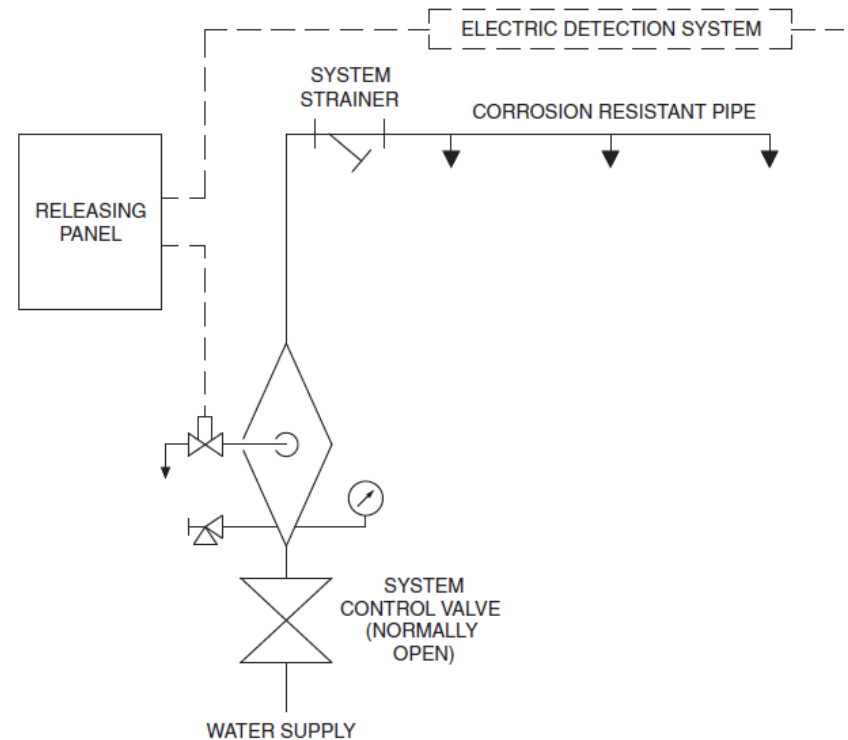 ELECTRIC DETECTION SYSTEM
SYSTEM
STRAINER
CORROSION RESISTANT PIPE
RELEASING
PANEL
SYSTEM
CONTROL VALVE
(NORMALLY
OPEN)
WATER SUPPLY